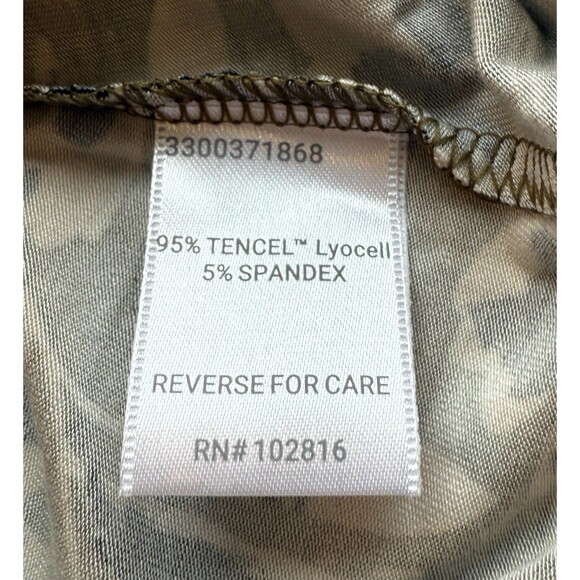 3300371868
95% TENCEL™ Lyocell
5% SPANDEX
REVERSE FOR CARE
RN# 102816